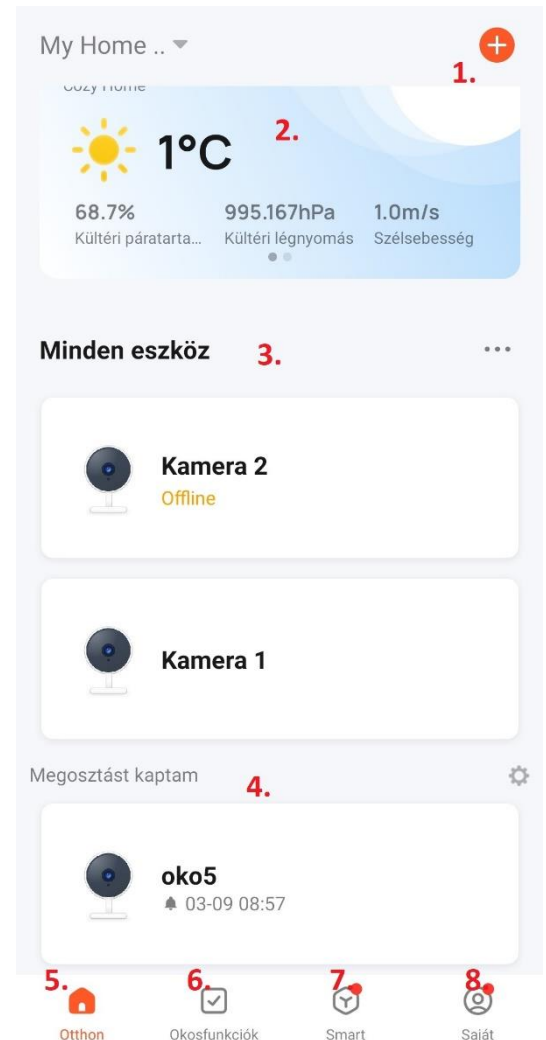 My Home ..
1.
Cozy Home
2.
1°C
68.7% 995.167hPa 1.0m/s
Kültéri páratarta... Kültéri légnyomás Szélsebesség
Minden eszköz 3. ...
Kamera 2
Offline
Kamera 1
Megosztást kaptam 4.
oko5
03-09 08:57
5. 6. 7. 8.
Otthon Okosfunkciók Smart Saját